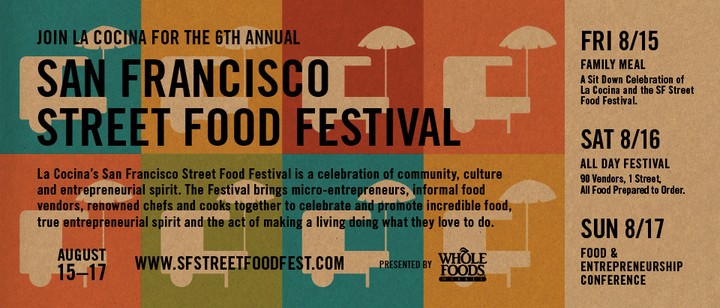 JOIN LA COCINA FOR THE 6TH ANNUAL
SAN FRANCISCO
STREET FOOD FESTIVAL
La Cocina's San Francisco Street Food Festival is a celebration of community, culture
and entrepreneurial spirit. The Festival brings micro-entrepreneurs, informal food
vendors, renowned chefs and cooks together to celebrate and promote incredible food,
true entrepreneurial spirit and the act of making a living doing what they love to do.
AUGUST
15–17
WWW.SFSTREETFOODFEST.COM
PRESENTED BY
WHOLE
FOODS
MARKET
FRI 8/15
FAMILY MEAL
A Sit Down Celebration of
La Cocina and the SF Street
Food Festival.
SAT 8/16
ALL DAY FESTIVAL
90 Vendors, 1 Street,
All Food Prepared to Order.
SUN 8/17
FOOD &
ENTREPRENEURSHIP
CONFERENCE